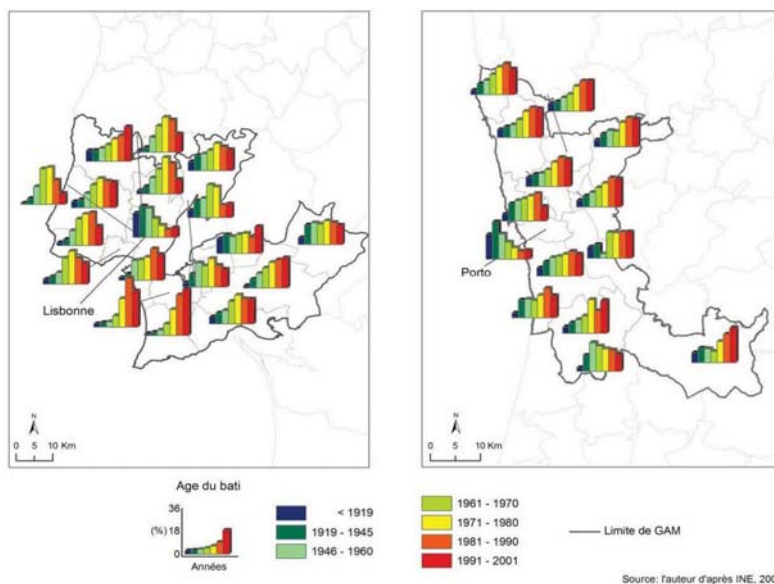 Lisbonne
Porto
N
0 5 10 Km
N
0 5 10 Km
Age du bati
36
(%) 18
0
Années
< 1919
1919 - 1945
1946 - 1960
1961 - 1970
1971 - 1980
1981 - 1990
1991 - 2001
Limite de GAM
Source: l'auteur d'après INE,